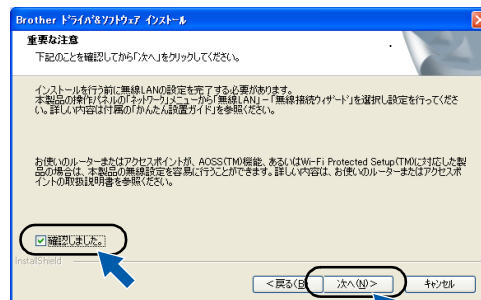 Brother ﾄﾞﾗｲﾊﾞ&ｿﾌﾄｳｪｱ ｲﾝｽﾄｰﾙ
重要な注意
下記のことを確認してから「次へ」をクリックしてください。
インストールを行う前に無線LANの設定を完了する必要があります。
本製品の操作パネルの「ネットワーク」メニューから「無線LAN」－「無線接続ウィザード」を選択し設定を行ってくださ
い。詳しい内容は付属の「かんたん設置ガイド」を参照ください。
お使いのルーターまたはアクセスポイントが、AOSS(TM)機能、あるいはWi-Fi Protected Setup(TM)に対応した製
品の場合は、本製品の無線設定を容易に行うことができます。詳しい内容は、お使いのルーターまたはアクセスポ
イントの取扱説明書を参照ください。
確認しました。
InstallShield
<戻る(B)
次へ(N)>
ｷｬﾝｾﾙ